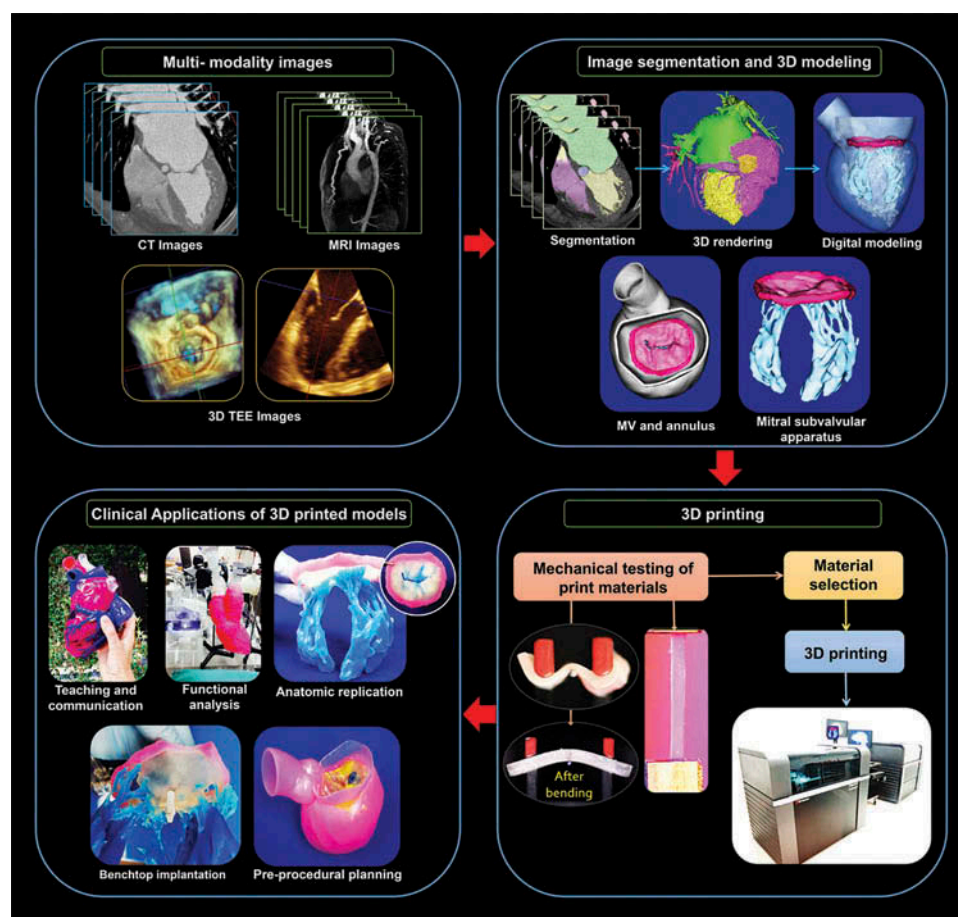 Multi- modality images
CT Images
MRI Images
3D TEE Images
Image segmentation and 3D modeling
Segmentation
3D rendering
Digital modeling
MV and annulus
Mitral subvalvular
apparatus
3D printing
Mechanical testing of
print materials
Material
selection
3D printing
After
bending
Clinical Applications of 3D printed models
Teaching and
communication
Functional
analysis
Anatomic replication
Benchtop implantation
Pre-procedural planning